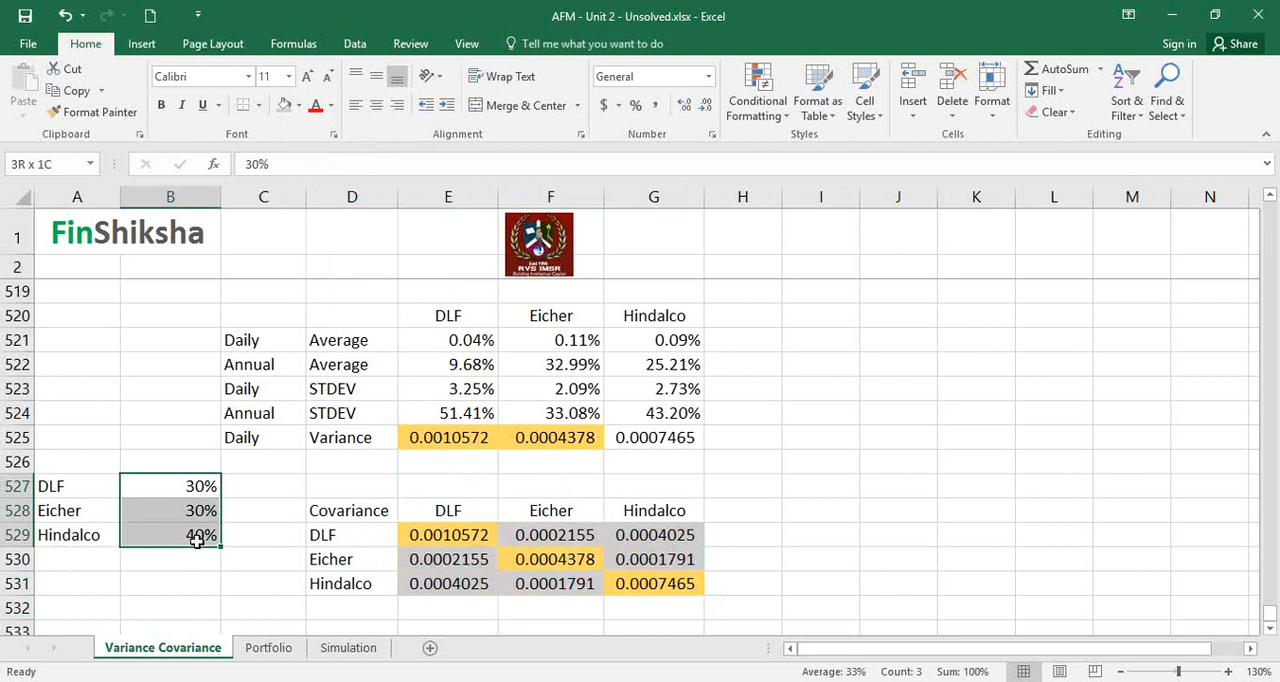 AFM - Unit 2 - Unsolved.xlsx - Excel
File Home Insert Page Layout Formulas Data Review View Tell me what you want to do Sign in Share
Paste Cut Copy Format Painter
Clipboard
Calibri 11
B I U A
Font
Wrap Text
Merge & Center
Alignment
General
$ % ,
Number
Conditional Formatting Format as Table Cell Styles
Styles
Insert Delete Format
Cells
AutoSum
Fill
Clear
Sort & Filter Find & Select
Editing
3R x 1C fx 30%
A B C D E F G H I J K L M N
1 FinShiksha
RVS IMSR
2
519
520 DLF Eicher Hindalco
521 Daily Average 0.04% 0.11% 0.09%
522 Annual Average 9.68% 32.99% 25.21%
523 Daily STDEV 3.25% 2.09% 2.73%
524 Annual STDEV 51.41% 33.08% 43.20%
525 Daily Variance 0.0010572 0.0004378 0.0007465
526
527 DLF 30%
528 Eicher 30% Covariance DLF Eicher Hindalco
529 Hindalco 40% DLF 0.0010572 0.0002155 0.0004025
530 Eicher 0.0002155 0.0004378 0.0001791
531 Hindalco 0.0004025 0.0001791 0.0007465
532
533
Variance Covariance Portfolio Simulation
Ready Average: 33% Count: 3 Sum: 100% 130%